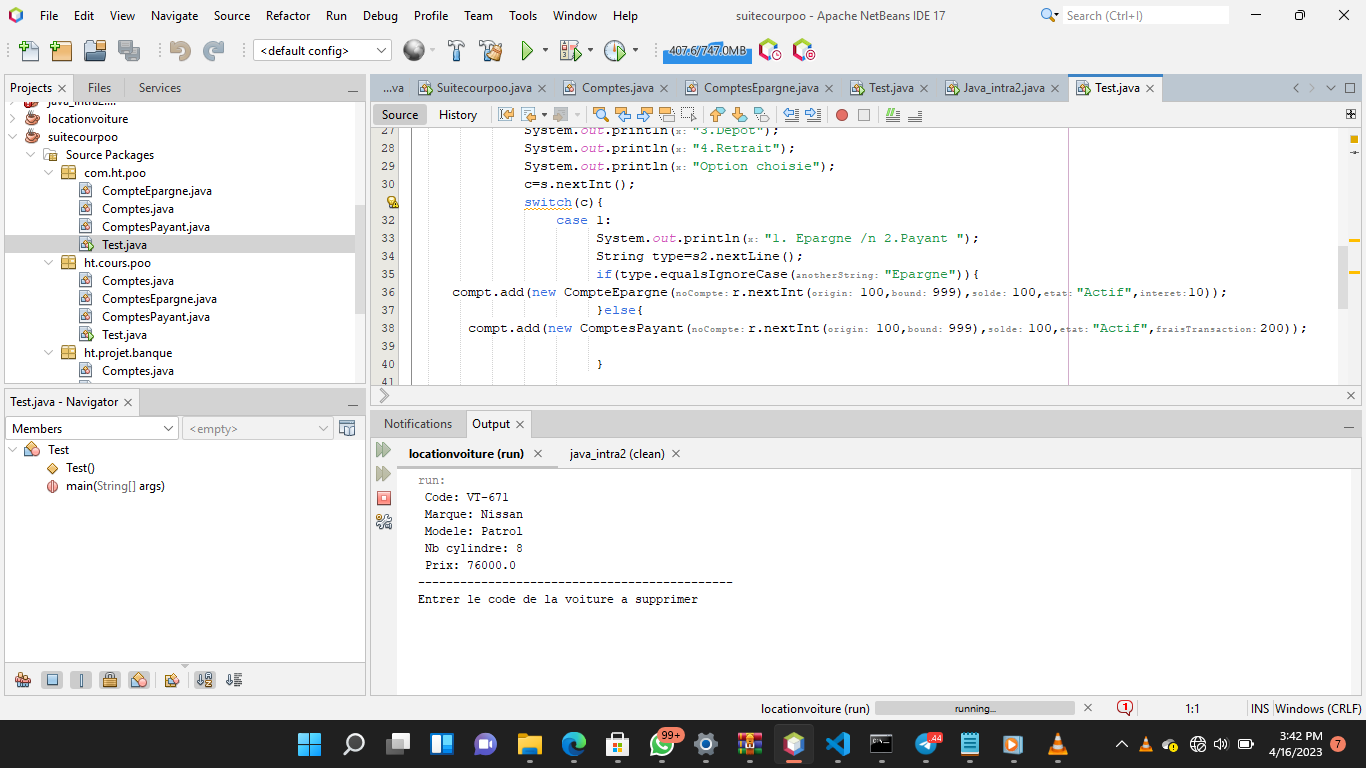 File Edit View Navigate Source Refactor Run Debug Profile Team Tools Window Help
suitecourpoo - Apache NetBeans IDE 17
Search (Ctrl+I)
<default config>
407.6/747.0MB
Projects Files Services
locationvoiture
suitecourpoo
Source Packages
com.ht.poo
CompteEpargne.java
Comptes.java
ComptesPayant.java
Test.java
ht.cours.poo
Comptes.java
ComptesEpargne.java
ComptesPayant.java
Test.java
ht.projet.banque
Comptes.java
...va Suitecourpoo.java Comptes.java ComptesEpargne.java Test.java Java_intra2.java Test.java
Source History
27 System.out.println(x: "3.Depot");
28 System.out.println(x: "4.Retrait");
29 System.out.println(x: "Option choisie");
30 c=s.nextInt();
switch(c){
32 case 1:
33 System.out.println(x: "1. Epargne /n 2.Payant ");
34 String type=s2.nextLine();
35 if(type.equalsIgnoreCase(anotherString: "Epargne")){
36 compt.add(new CompteEpargne(noCompte: r.nextInt(origin: 100,bound: 999),solde: 100,etat: "Actif",interet:10));
37 }else{
38 compt.add(new ComptesPayant(noCompte: r.nextInt(origin: 100,bound: 999),solde: 100,etat: "Actif",fraisTransaction: 200));
39
40 }
41
Test.java - Navigator
Members
<empty>
Test
Test()
main(String[] args)
Notifications Output
locationvoiture (run) java_intra2 (clean)
run:
Code: VT-671
Marque: Nissan
Modele: Patrol
Nb cylindre: 8
Prix: 76000.0
---------------------------------------------
Entrer le code de la voiture a supprimer
locationvoiture (run) running... 1 1:1 INS Windows (CRLF)
99+
44
3:42 PM
4/16/2023
7